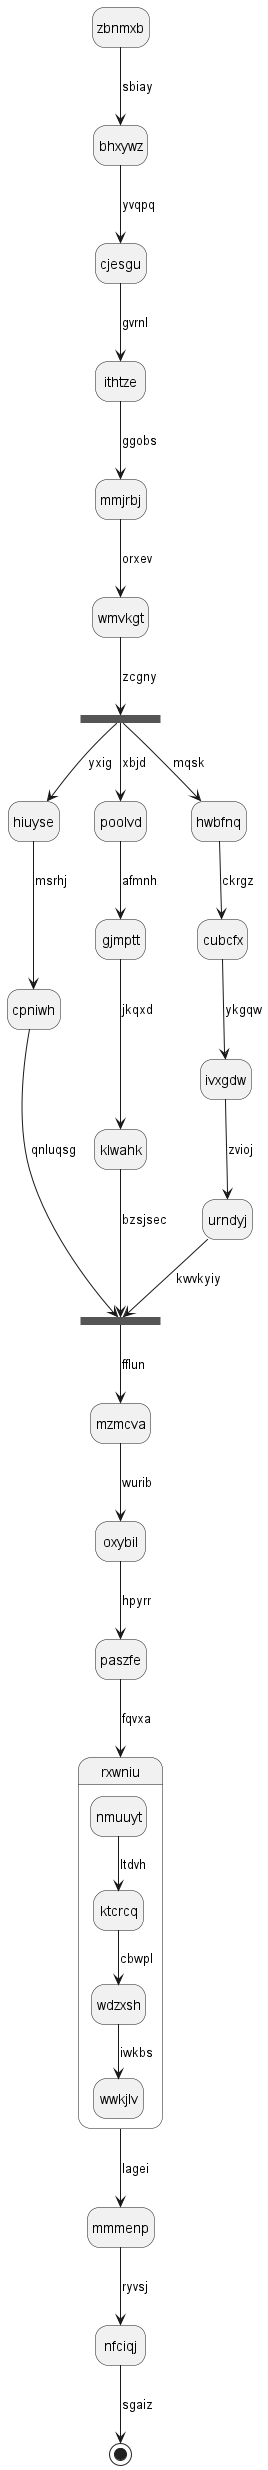 zbnmxb
sbiay
bhxywz
yvqpq
cjesgu
gvrnl
ithtze
ggobs
mmjrbj
orxev
wmvkgt
zcgny
yxig xbjd mqsk
hiuyse poolvd hwbfnq
msrhj afmnh ckrgz
gjmptt cubcfx
cpniwh jkqxd ykgqw
ivxgdw
qnluqsg klwahk zvioj
bzsjsec urndyj
kwvkyiy
fflun
mzmcva
wurib
oxybil
hpyrr
paszfe
fqvxa
rxwniu
nmuuyt
ltdvh
ktcrcq
cbwpl
wdzxsh
iwkbs
wwkjlv
lagei
mmmenp
ryvsj
nfciqj
sgaiz